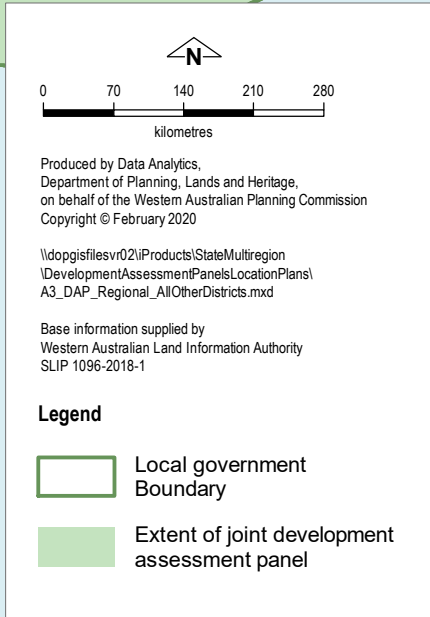 N
0 70 140 210 280
kilometres
Produced by Data Analytics,
Department of Planning, Lands and Heritage,
on behalf of the Western Australian Planning Commission
Copyright © February 2020
\\dopgisfilesvr02\iProducts\StateMultiregion
\DevelopmentAssessmentPanelsLocationPlans\
A3_DAP_Regional_AllOtherDistricts.mxd
Base information supplied by
Western Australian Land Information Authority
SLIP 1096-2018-1
Legend
Local government
Boundary
Extent of joint development
assessment panel